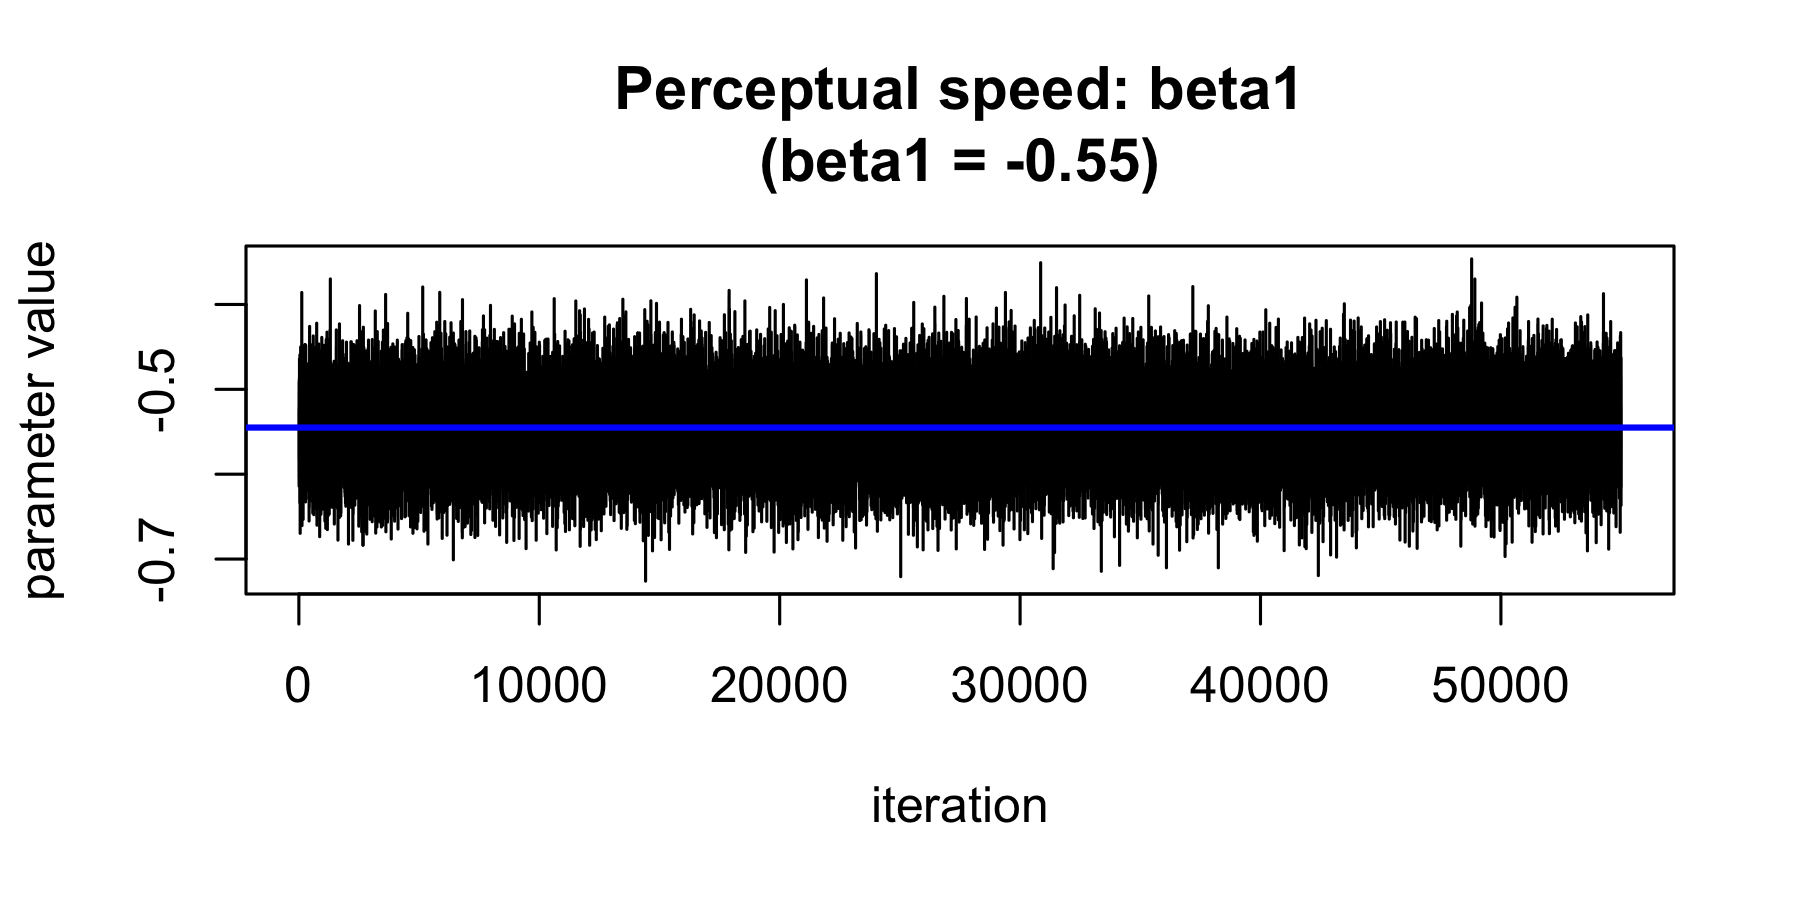 Perceptual speed: beta1
(beta1 = -0.55)
parameter value
-0.5
-0.7
0 10000 20000 30000 40000 50000
iteration